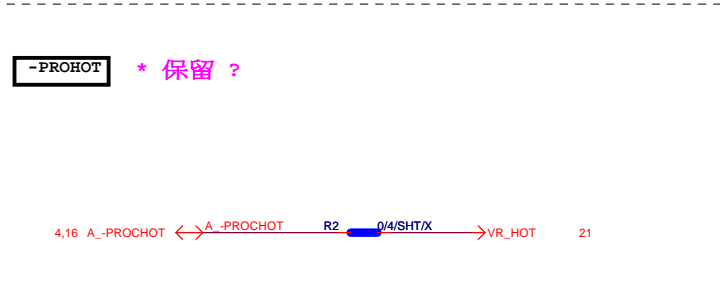 -PROHOT * 保留 ?
A_-PROCHOT R2 0/4/SHT/X
4,16 A_-PROCHOT VR_HOT 21